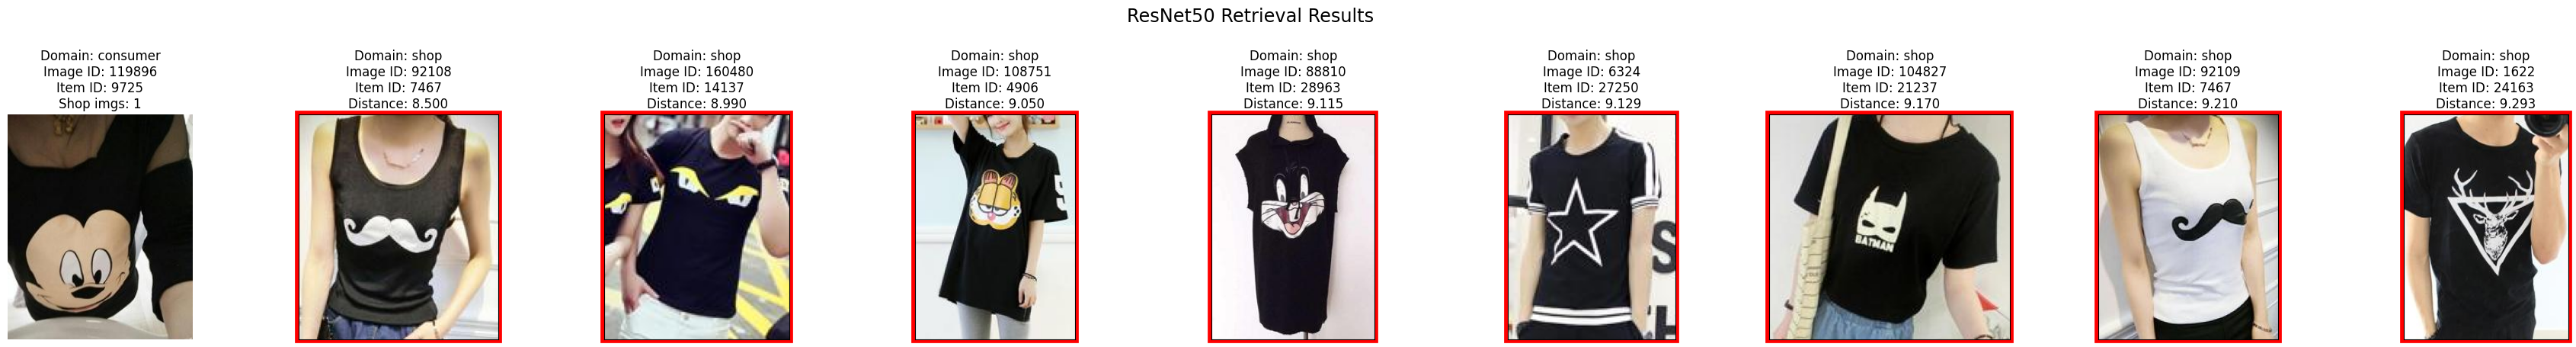 ResNet50 Retrieval Results
Domain: consumer
Image ID: 119896
Item ID: 9725
Shop imgs: 1
Domain: shop
Image ID: 92108
Item ID: 7467
Distance: 8.500
Domain: shop
Image ID: 160480
Item ID: 14137
Distance: 8.990
Domain: shop
Image ID: 108751
Item ID: 4906
Distance: 9.050
Domain: shop
Image ID: 88810
Item ID: 28963
Distance: 9.115
Domain: shop
Image ID: 6324
Item ID: 27250
Distance: 9.129
Domain: shop
Image ID: 104827
Item ID: 21237
Distance: 9.170
Domain: shop
Image ID: 92109
Item ID: 7467
Distance: 9.210
Domain: shop
Image ID: 1622
Item ID: 24163
Distance: 9.293
BATMAN